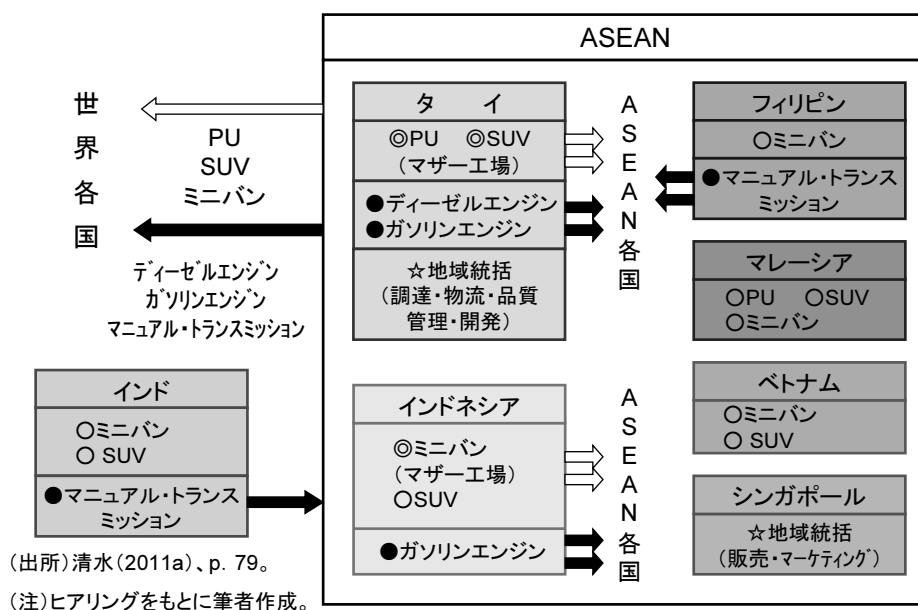 ASEAN
世界各国
PU
SUV
ミニバン
ディーゼルエンジン
ガソリンエンジン
マニュアル・トランスミッション
タ イ
◎PU ◎SUV
(マザー工場)
●ディーゼルエンジン
●ガソリンエンジン
☆地域統括
(調達・物流・品質
管理・開発)
ASEAN各国
フィリピン
○ミニバン
●マニュアル・トランス
ミッション
マレーシア
○PU ○SUV
○ミニバン
インド
○ミニバン
○ SUV
●マニュアル・トランス
ミッション
インドネシア
◎ミニバン
(マザー工場)
○SUV
●ガソリンエンジン
ASEAN各国
ベトナム
○ミニバン
○ SUV
シンガポール
☆地域統括
(販売・マーケティング)
(出所)清水(2011a)、p. 79。
(注)ヒアリングをもとに筆者作成。